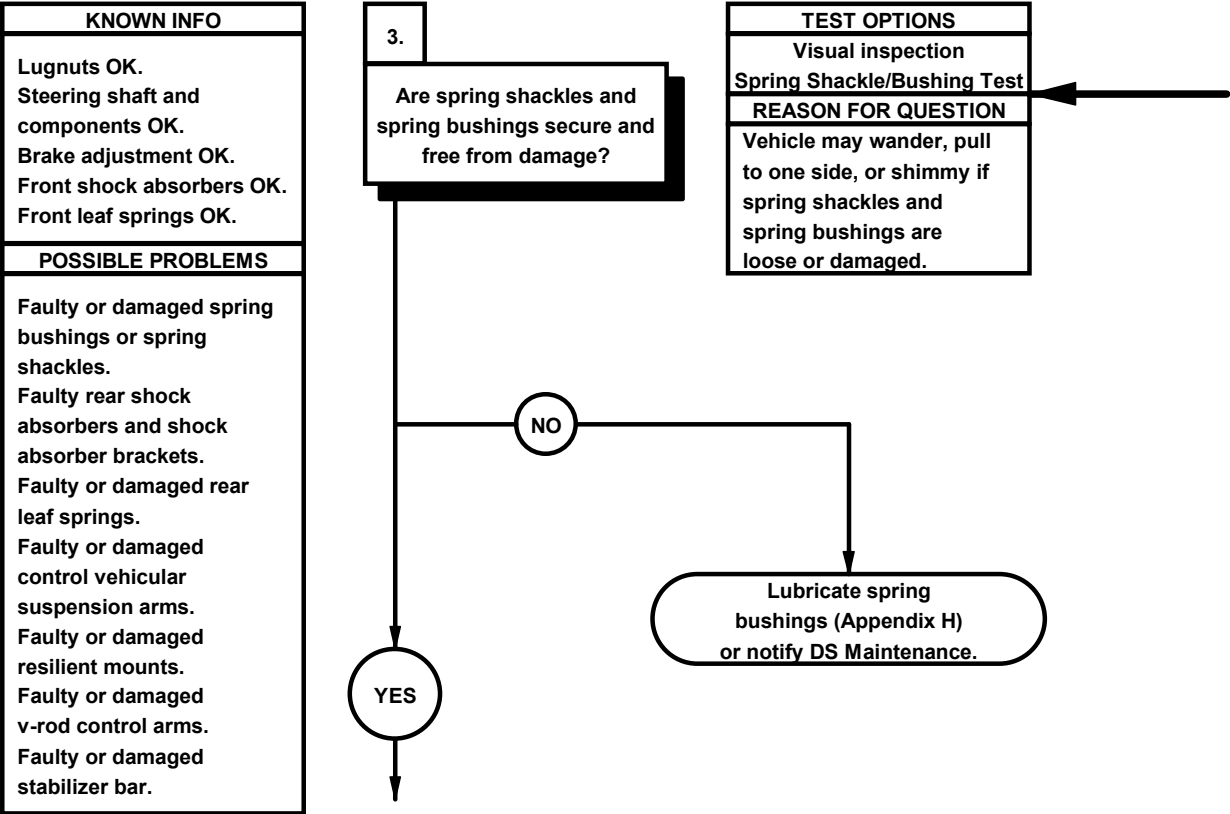 KNOWN INFO
Lugnuts OK.
Steering shaft and
components OK.
Brake adjustment OK.
Front shock absorbers OK.
Front leaf springs OK.
POSSIBLE PROBLEMS
Faulty or damaged spring
bushings or spring
shackles.
Faulty rear shock
absorbers and shock
absorber brackets.
Faulty or damaged rear
leaf springs.
Faulty or damaged
control vehicular
suspension arms.
Faulty or damaged
resilient mounts.
Faulty or damaged
v-rod control arms.
Faulty or damaged
stabilizer bar.
3.
Are spring shackles and
spring bushings secure and
free from damage?
NO
Lubricate spring
bushings (Appendix H)
or notify DS Maintenance.
YES
TEST OPTIONS
Visual inspection
Spring Shackle/Bushing Test
REASON FOR QUESTION
Vehicle may wander, pull
to one side, or shimmy if
spring shackles and
spring bushings are
loose or damaged.